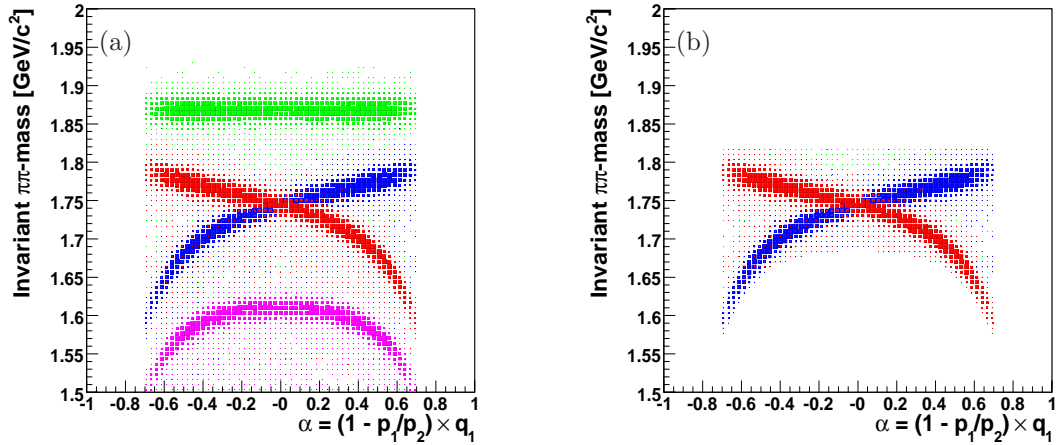 Invariant ππ-mass [GeV/c²]
(a)
2
1.95
1.9
1.85
1.8
1.75
1.7
1.65
1.6
1.55
1.5
-1 -0.8 -0.6 -0.4 -0.2 -0 0.2 0.4 0.6 0.8 1
α = (1 - p₁/p₂) × q₁
Invariant ππ-mass [GeV/c²]
(b)
2
1.95
1.9
1.85
1.8
1.75
1.7
1.65
1.6
1.55
1.5
-1 -0.8 -0.6 -0.4 -0.2 -0 0.2 0.4 0.6 0.8 1
α = (1 - p₁/p₂) × q₁